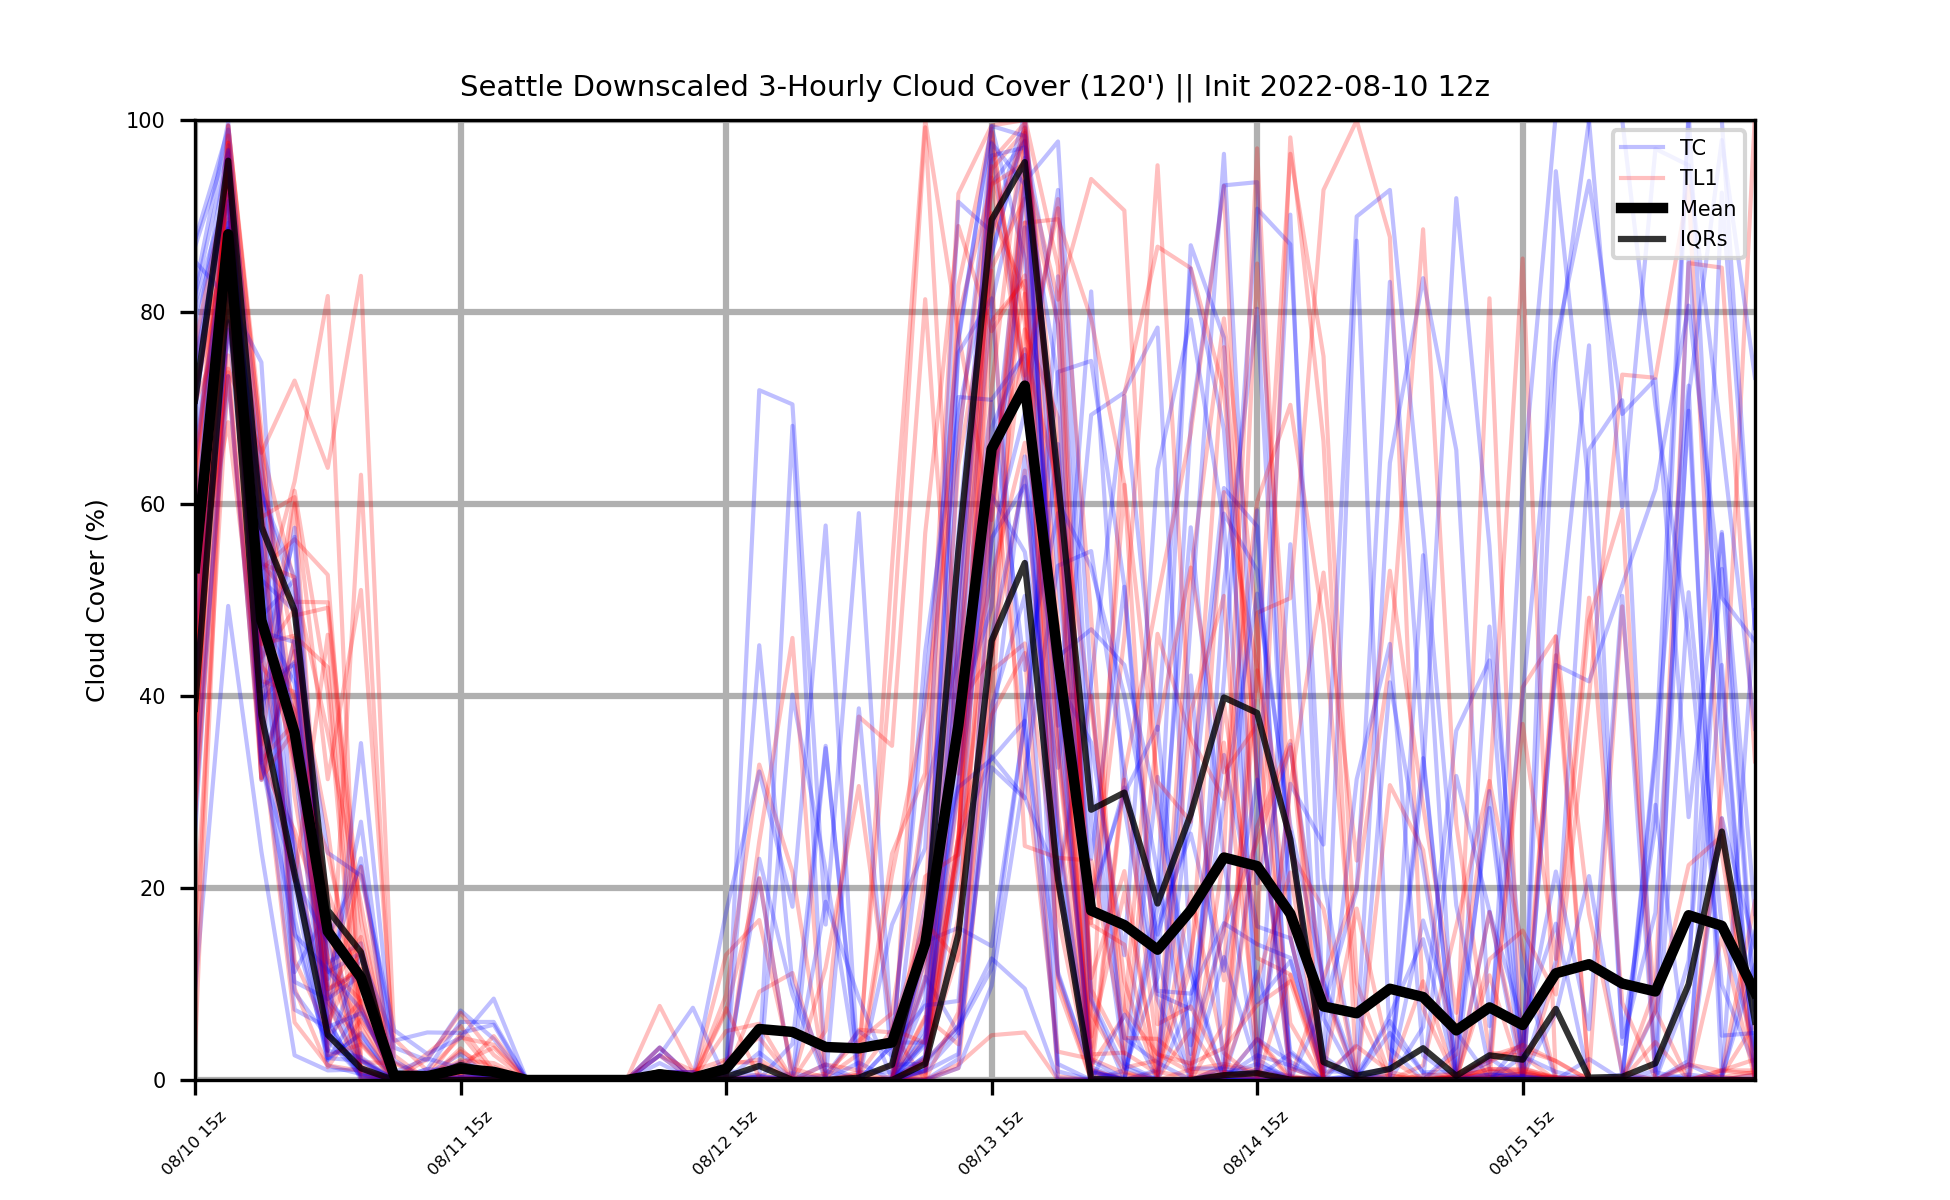 Seattle Downscaled 3-Hourly Cloud Cover (120') || Init 2022-08-10 12z
Cloud Cover (%)
100
80
60
40
20
0
TC
TL1
Mean
IQRs
08/10 15z
08/11 15z
08/12 15z
08/13 15z
08/14 15z
08/15 15z